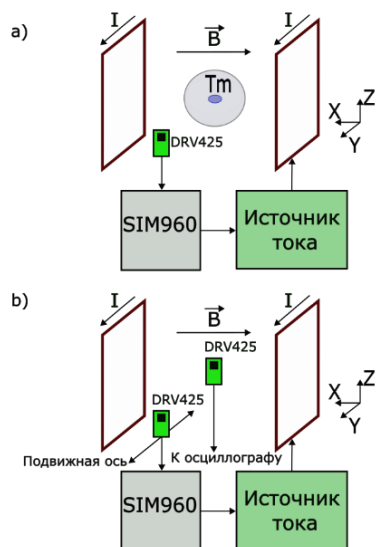 a)
I
B
I
Tm
DRV425
Z
X
Y
SIM960
Источник
тока
b)
I
B
I
DRV425
DRV425
Z
X
Y
Подвижная ось
К осциллографу
SIM960
Источник
тока